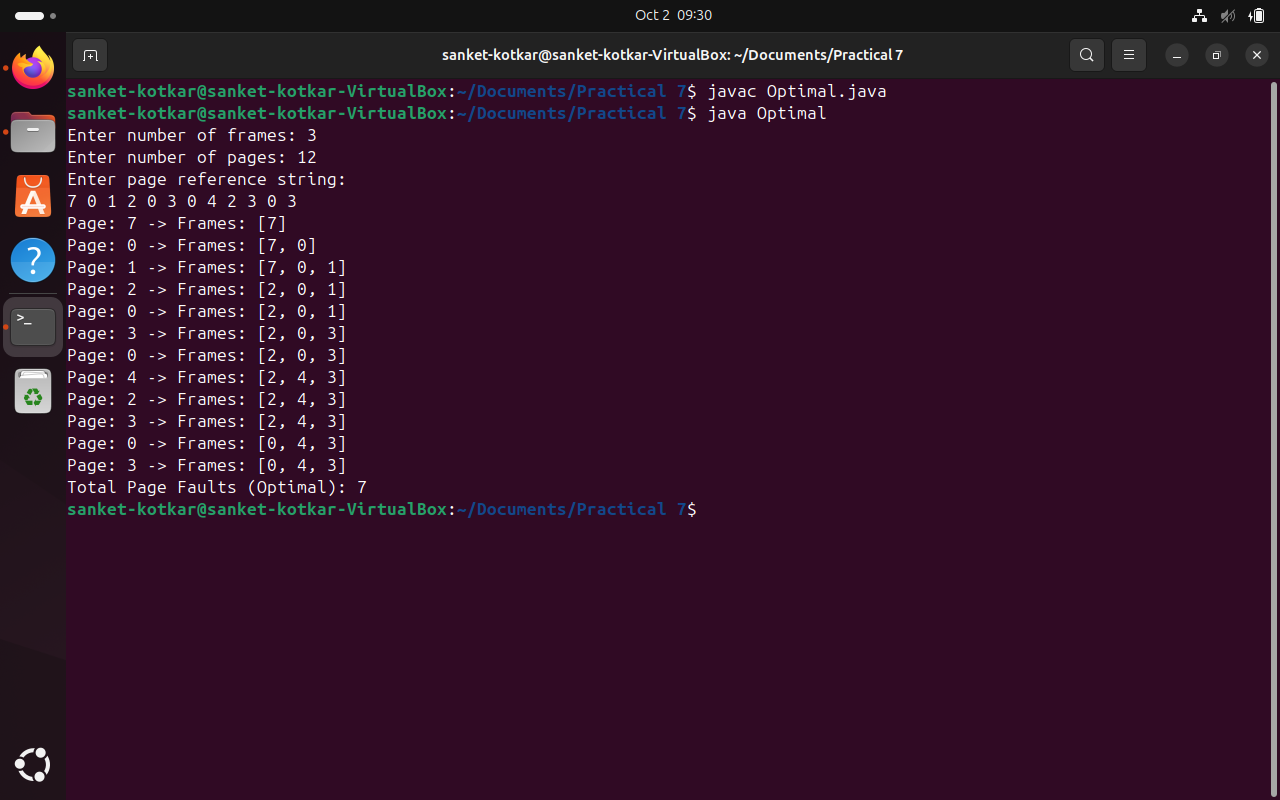 Oct 2 09:30
sanket-kotkar@sanket-kotkar-VirtualBox: ~/Documents/Practical 7
sanket-kotkar@sanket-kotkar-VirtualBox:~/Documents/Practical 7$ javac Optimal.java
sanket-kotkar@sanket-kotkar-VirtualBox:~/Documents/Practical 7$ java Optimal
Enter number of frames: 3
Enter number of pages: 12
Enter page reference string:
7 0 1 2 0 3 0 4 2 3 0 3
Page: 7 -> Frames: [7]
Page: 0 -> Frames: [7, 0]
Page: 1 -> Frames: [7, 0, 1]
Page: 2 -> Frames: [2, 0, 1]
Page: 0 -> Frames: [2, 0, 1]
Page: 3 -> Frames: [2, 0, 3]
Page: 0 -> Frames: [2, 0, 3]
Page: 4 -> Frames: [2, 4, 3]
Page: 2 -> Frames: [2, 4, 3]
Page: 3 -> Frames: [2, 4, 3]
Page: 0 -> Frames: [0, 4, 3]
Page: 3 -> Frames: [0, 4, 3]
Total Page Faults (Optimal): 7
sanket-kotkar@sanket-kotkar-VirtualBox:~/Documents/Practical 7$